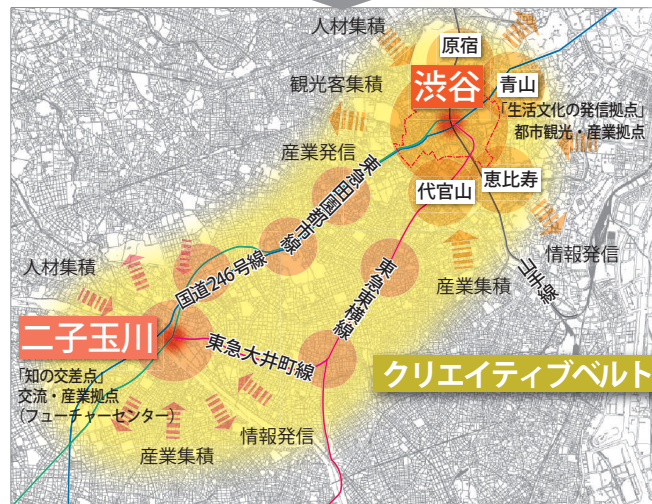 人材集積
原宿
観光客集積
渋谷
青山
「生活文化の発信拠点」
都市観光・産業拠点
産業発信
東急田園都市線
代官山
恵比寿
情報発信
山手線
人材集積
国道246号線
東急東横線
産業集積
二子玉川
東急大井町線
クリエイティブベルト
「知の交差点」
交流・産業拠点
（フューチャーセンター）
情報発信
産業集積